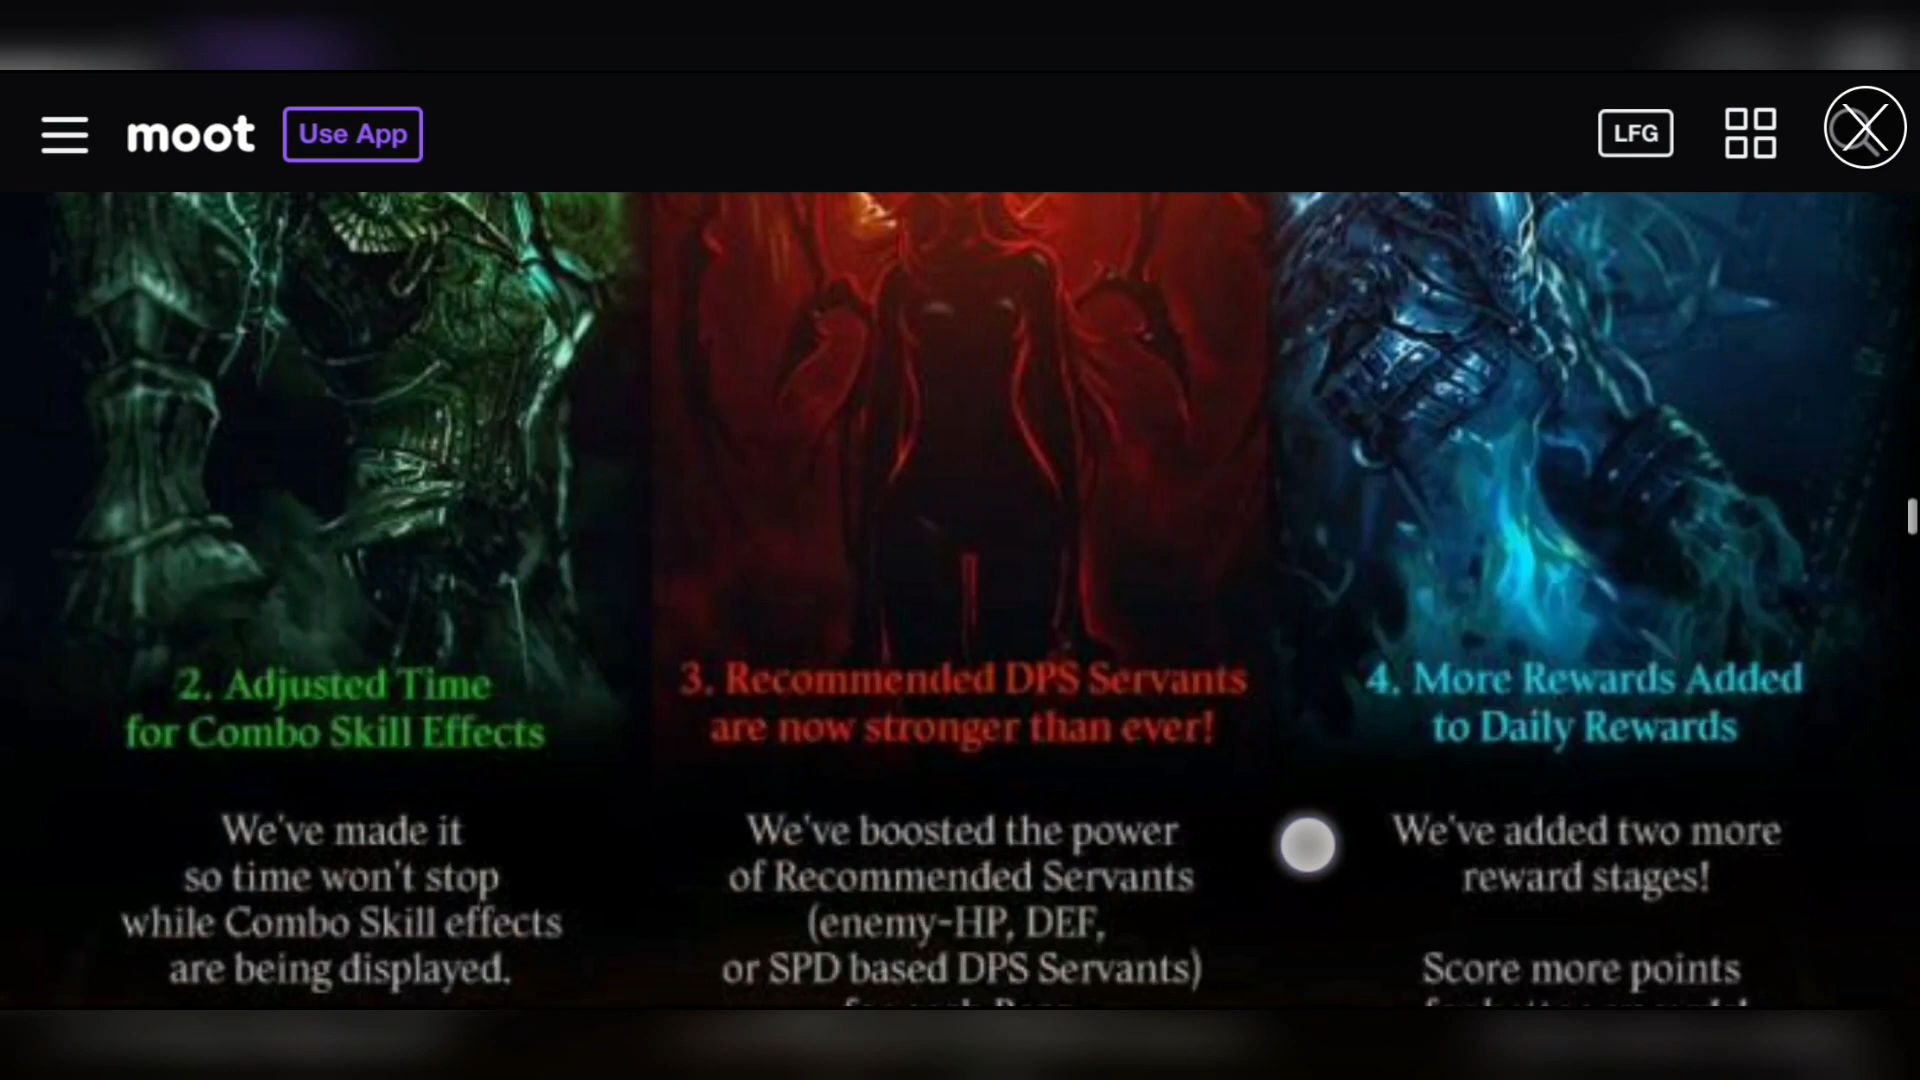 moot
Use App
LFG
2. Adjusted Time
for Combo Skill Effects
We've made it
so time won't stop
while Combo Skill effects
are being displayed.
3. Recommended DPS Servants
are now stronger than ever!
We've boosted the power
of Recommended Servants
(enemy-HP, DEF,
or SPD based DPS Servants)
4. More Rewards Added
to Daily Rewards
We've added two more
reward stages!
Score more points